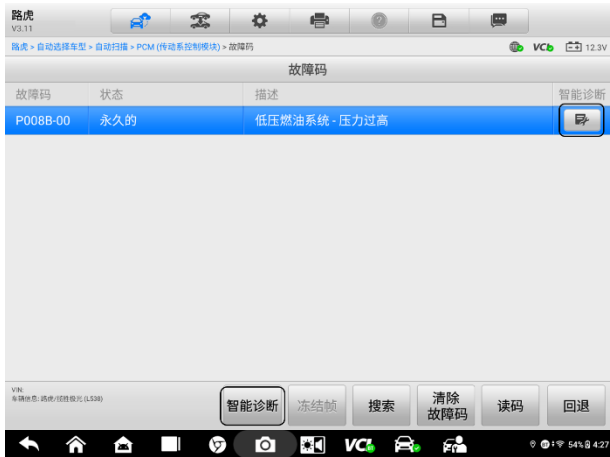 路虎
V3.11
路虎 > 自动选择车型 > 自动扫描 > PCM (传动系控制模块) > 故障码
VCI 12.3V
故障码
故障码 状态 描述 智能诊断
P008B-00 永久的 低压燃油系统 - 压力过高
VIN:
车辆信息: 路虎/揽胜极光 (L538)
智能诊断 冻结帧 搜索 清除故障码 读码 回退
VCI 54% 4:27